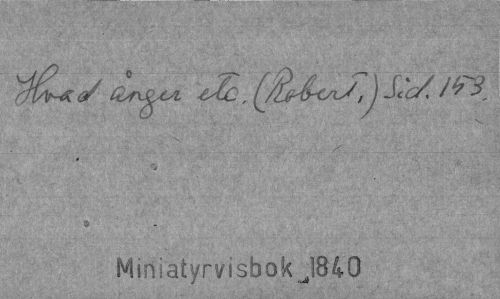 Hvad ånger etc. (Robert,) Sid. 153.
Miniatyrvisbok 1840